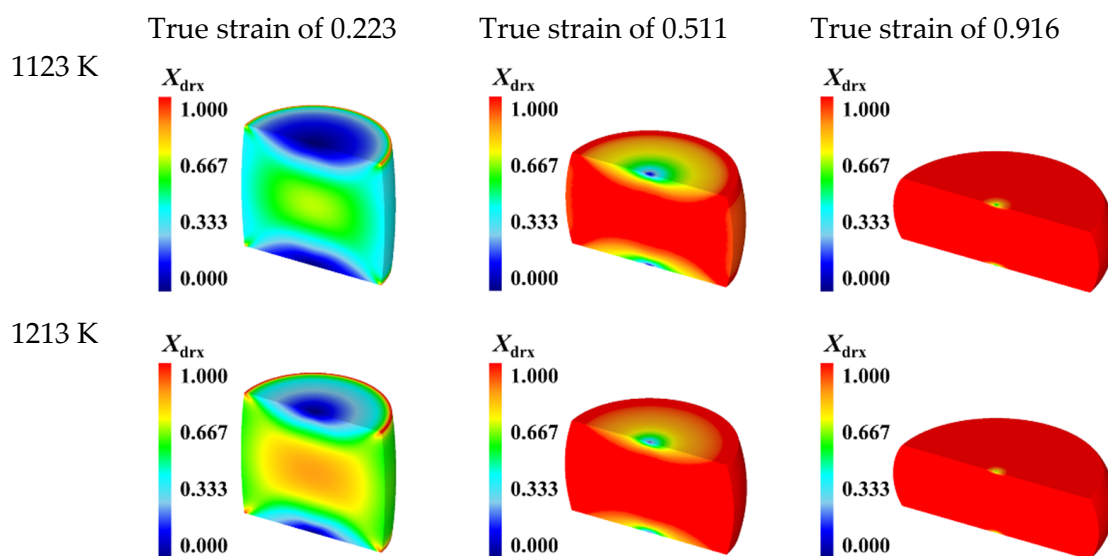 True strain of 0.223 True strain of 0.511 True strain of 0.916
1123 K
Xdrx Xdrx Xdrx
1.000 1.000 1.000
0.667 0.667 0.667
0.333 0.333 0.333
0.000 0.000 0.000
1213 K
Xdrx Xdrx Xdrx
1.000 1.000 1.000
0.667 0.667 0.667
0.333 0.333 0.333
0.000 0.000 0.000